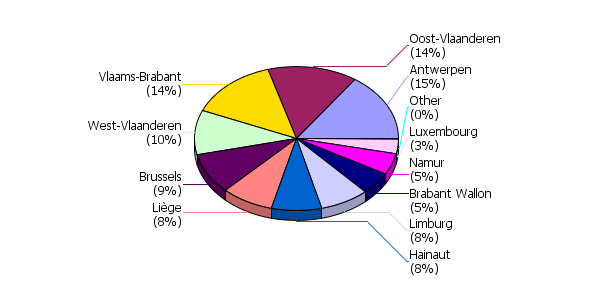 Oost-Vlaanderen
(14%)
Antwerpen
(15%)
Other
(0%)
Luxembourg
(3%)
Namur
(5%)
Brabant Wallon
(5%)
Limburg
(8%)
Hainaut
(8%)
Liège
(8%)
Brussels
(9%)
West-Vlaanderen
(10%)
Vlaams-Brabant
(14%)